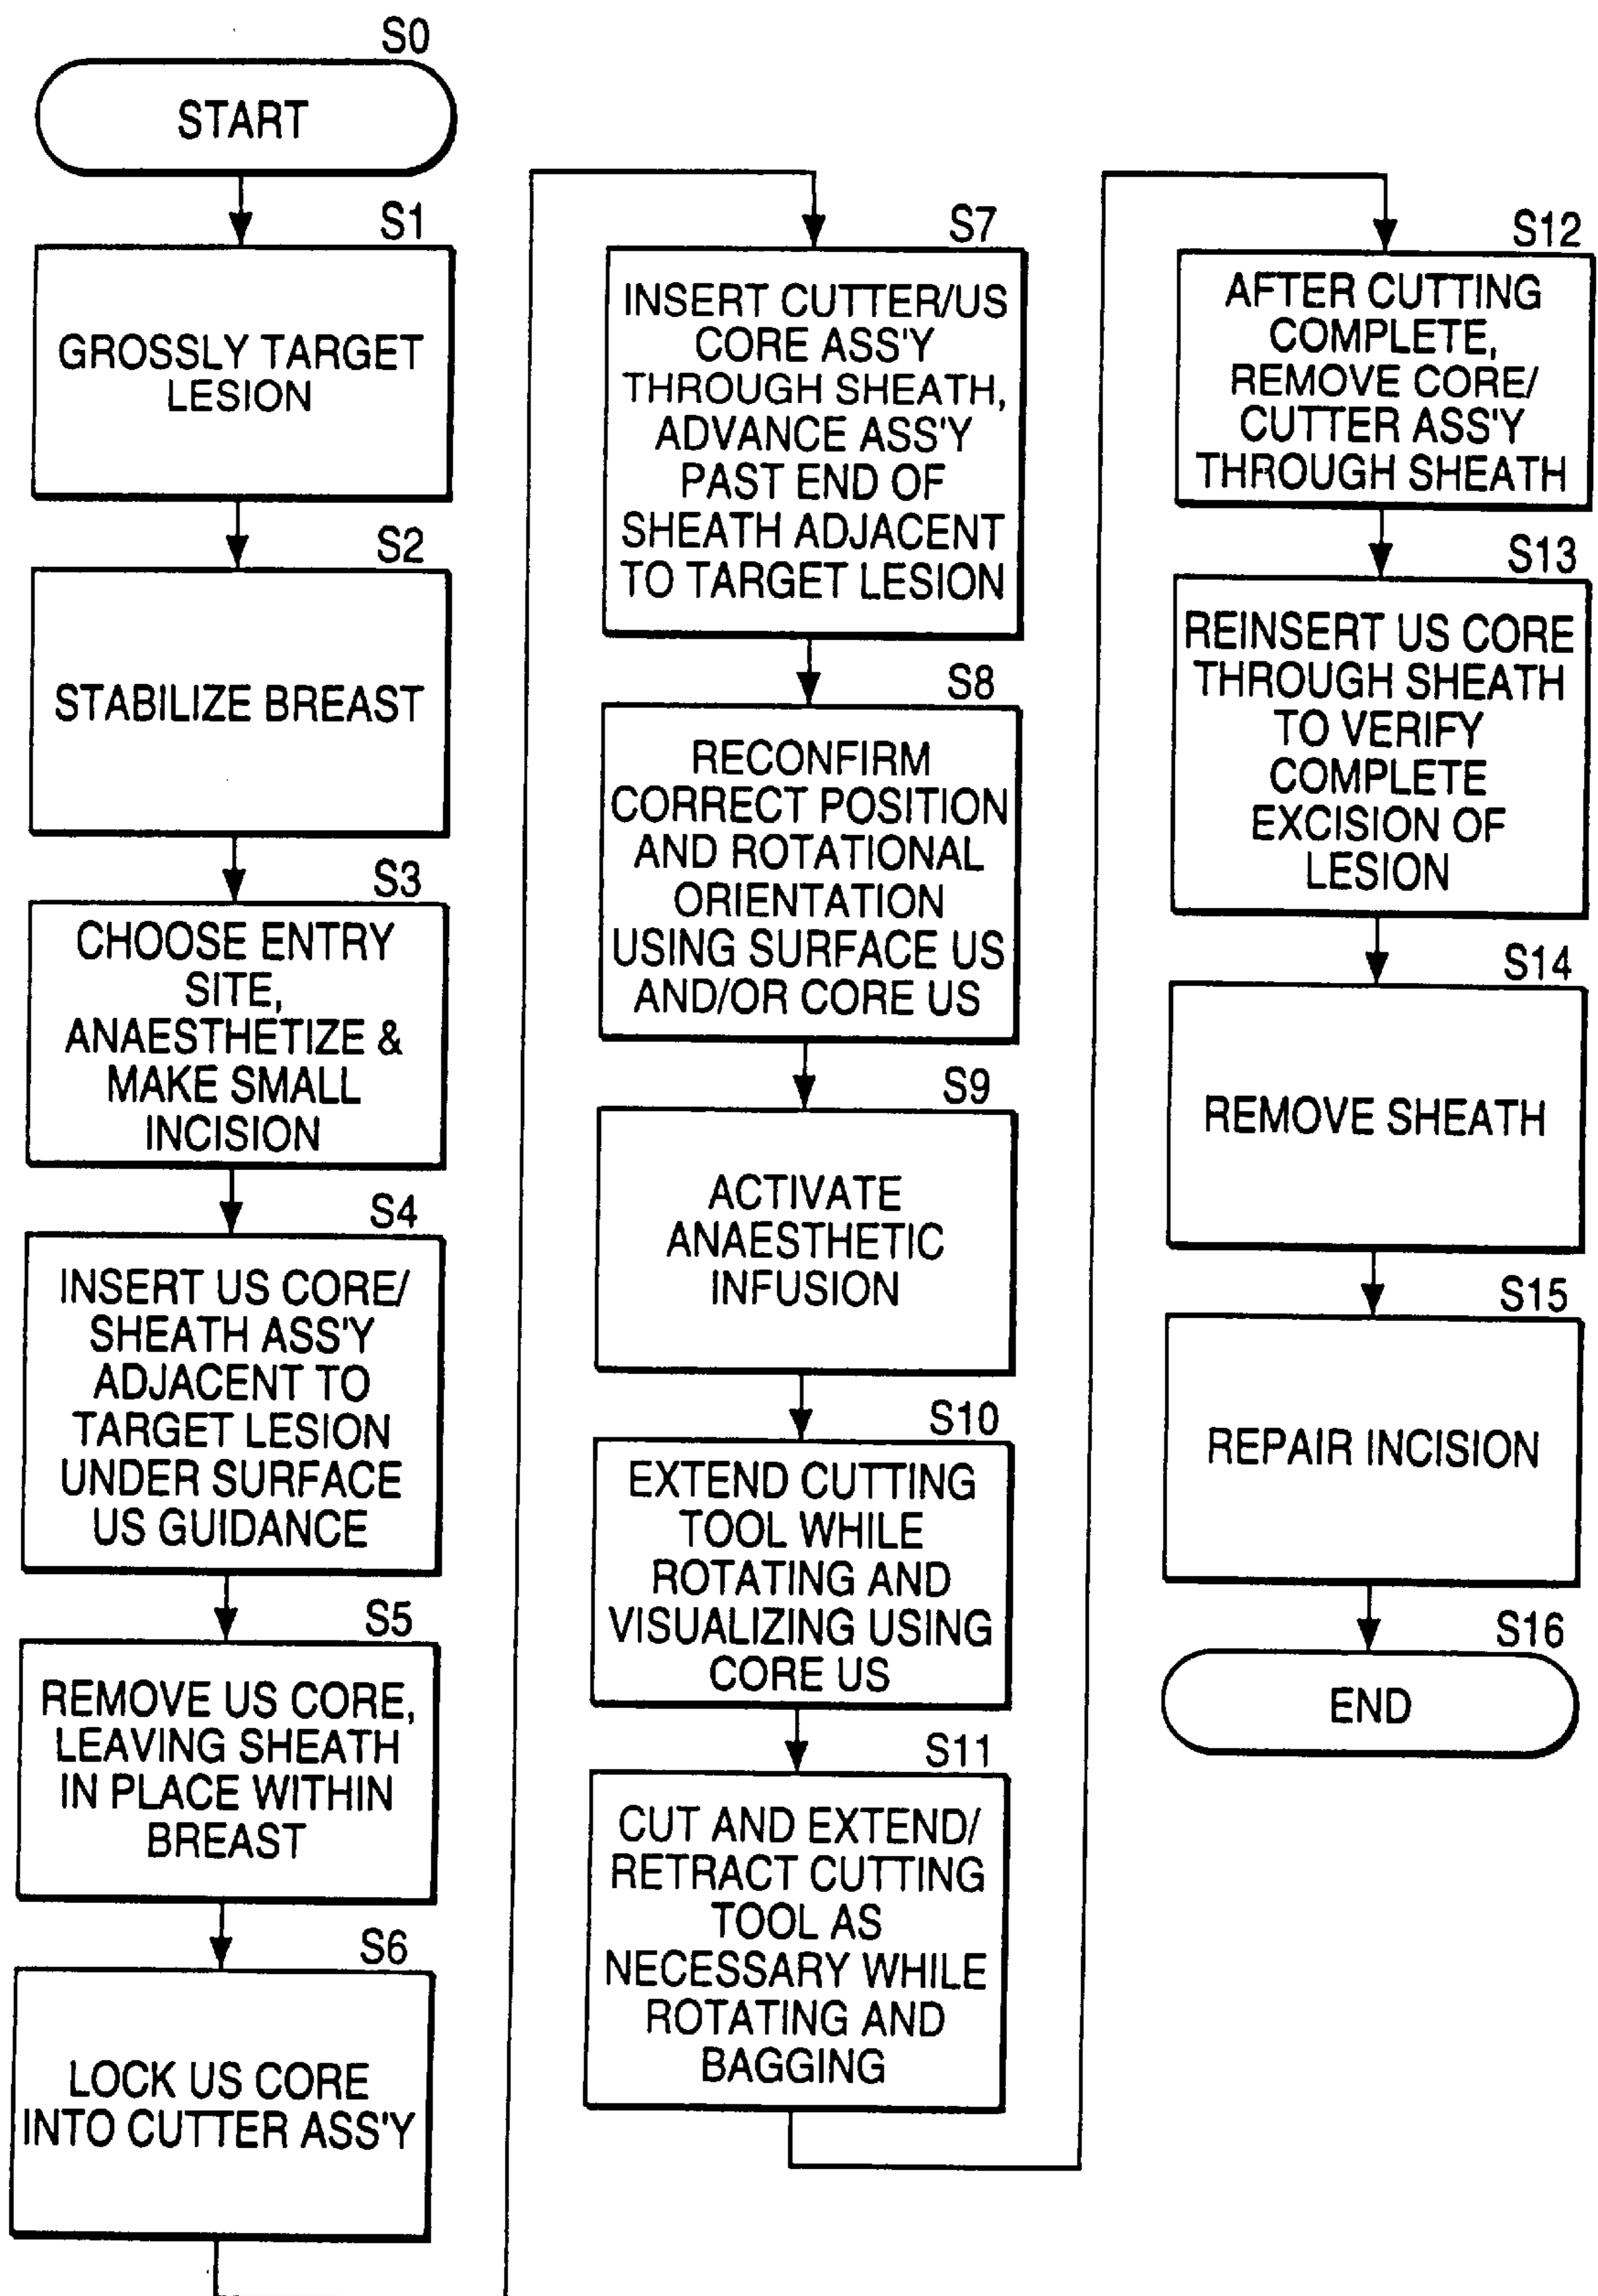 S0
START
S1
GROSSLY TARGET
LESION
S2
STABILIZE BREAST
S3
CHOOSE ENTRY
SITE,
ANAESTHETIZE &
MAKE SMALL
INCISION
S4
INSERT US CORE/
SHEATH ASS'Y
ADJACENT TO
TARGET LESION
UNDER SURFACE
US GUIDANCE
S5
REMOVE US CORE,
LEAVING SHEATH
IN PLACE WITHIN
BREAST
S6
LOCK US CORE
INTO CUTTER ASS'Y
S7
INSERT CUTTER/US
CORE ASS'Y
THROUGH SHEATH,
ADVANCE ASS'Y
PAST END OF
SHEATH ADJACENT
TO TARGET LESION
S8
RECONFIRM
CORRECT POSITION
AND ROTATIONAL
ORIENTATION
USING SURFACE US
AND/OR CORE US
S9
ACTIVATE
ANAESTHETIC
INFUSION
S10
EXTEND CUTTING
TOOL WHILE
ROTATING AND
VISUALIZING USING
CORE US
S11
CUT AND EXTEND/
RETRACT CUTTING
TOOL AS
NECESSARY WHILE
ROTATING AND
BAGGING
S12
AFTER CUTTING
COMPLETE,
REMOVE CORE/
CUTTER ASS'Y
THROUGH SHEATH
S13
REINSERT US CORE
THROUGH SHEATH
TO VERIFY
COMPLETE
EXCISION OF
LESION
S14
REMOVE SHEATH
S15
REPAIR INCISION
S16
END